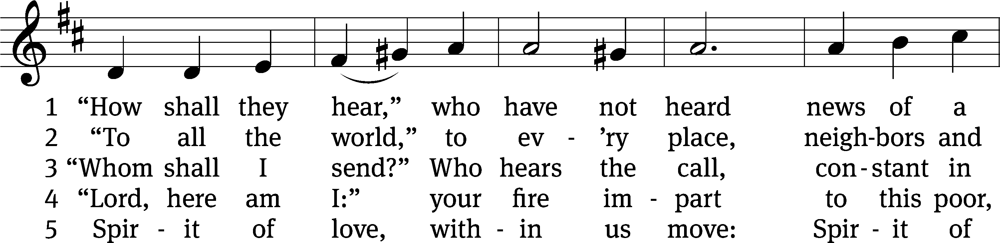 1 “How shall they hear,” who have not heard news of a
2 “To all the world,” to ev - ’ry place, neigh-bors and
3 “Whom shall I send?” Who hears the call, con - stant in
4 “Lord, here am I:” your fire im - part to this poor,
5 Spir - it of love, with - in us move: Spir - it of